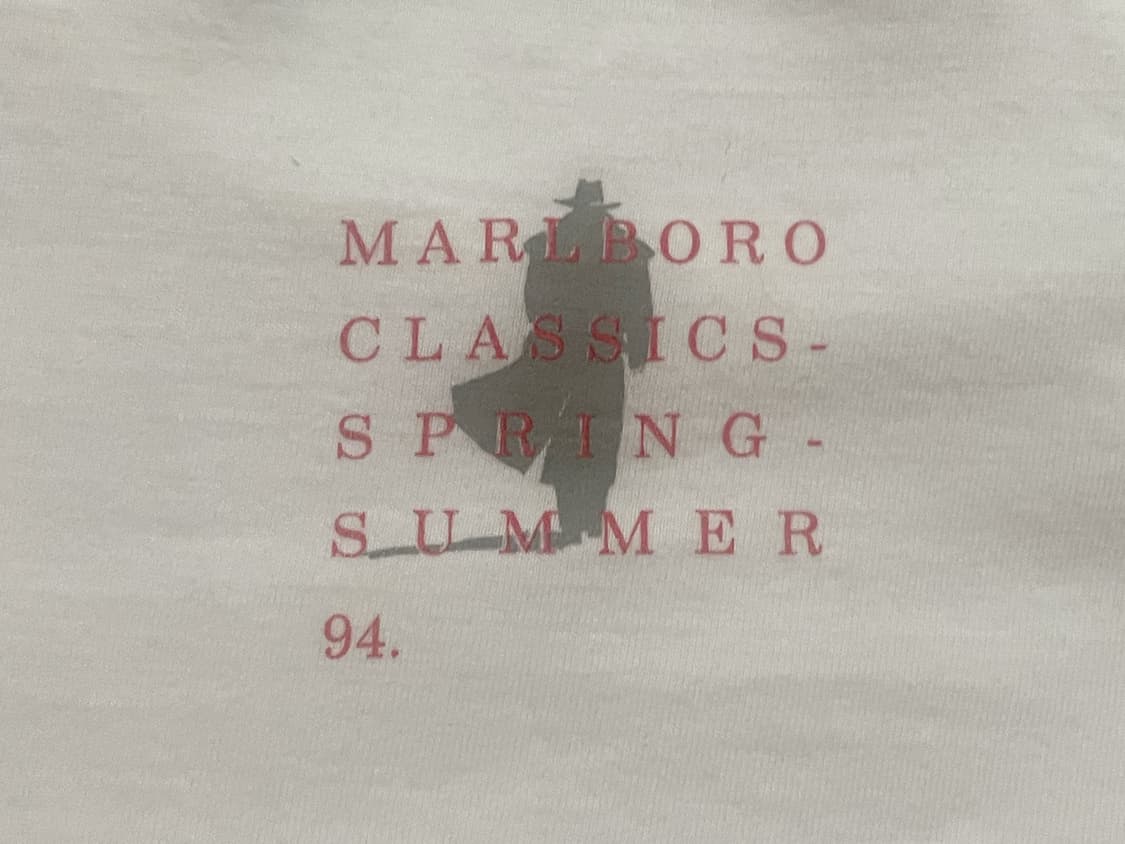 MARLBORO
CLASSICS-
SPRING-
SUMMER
94.